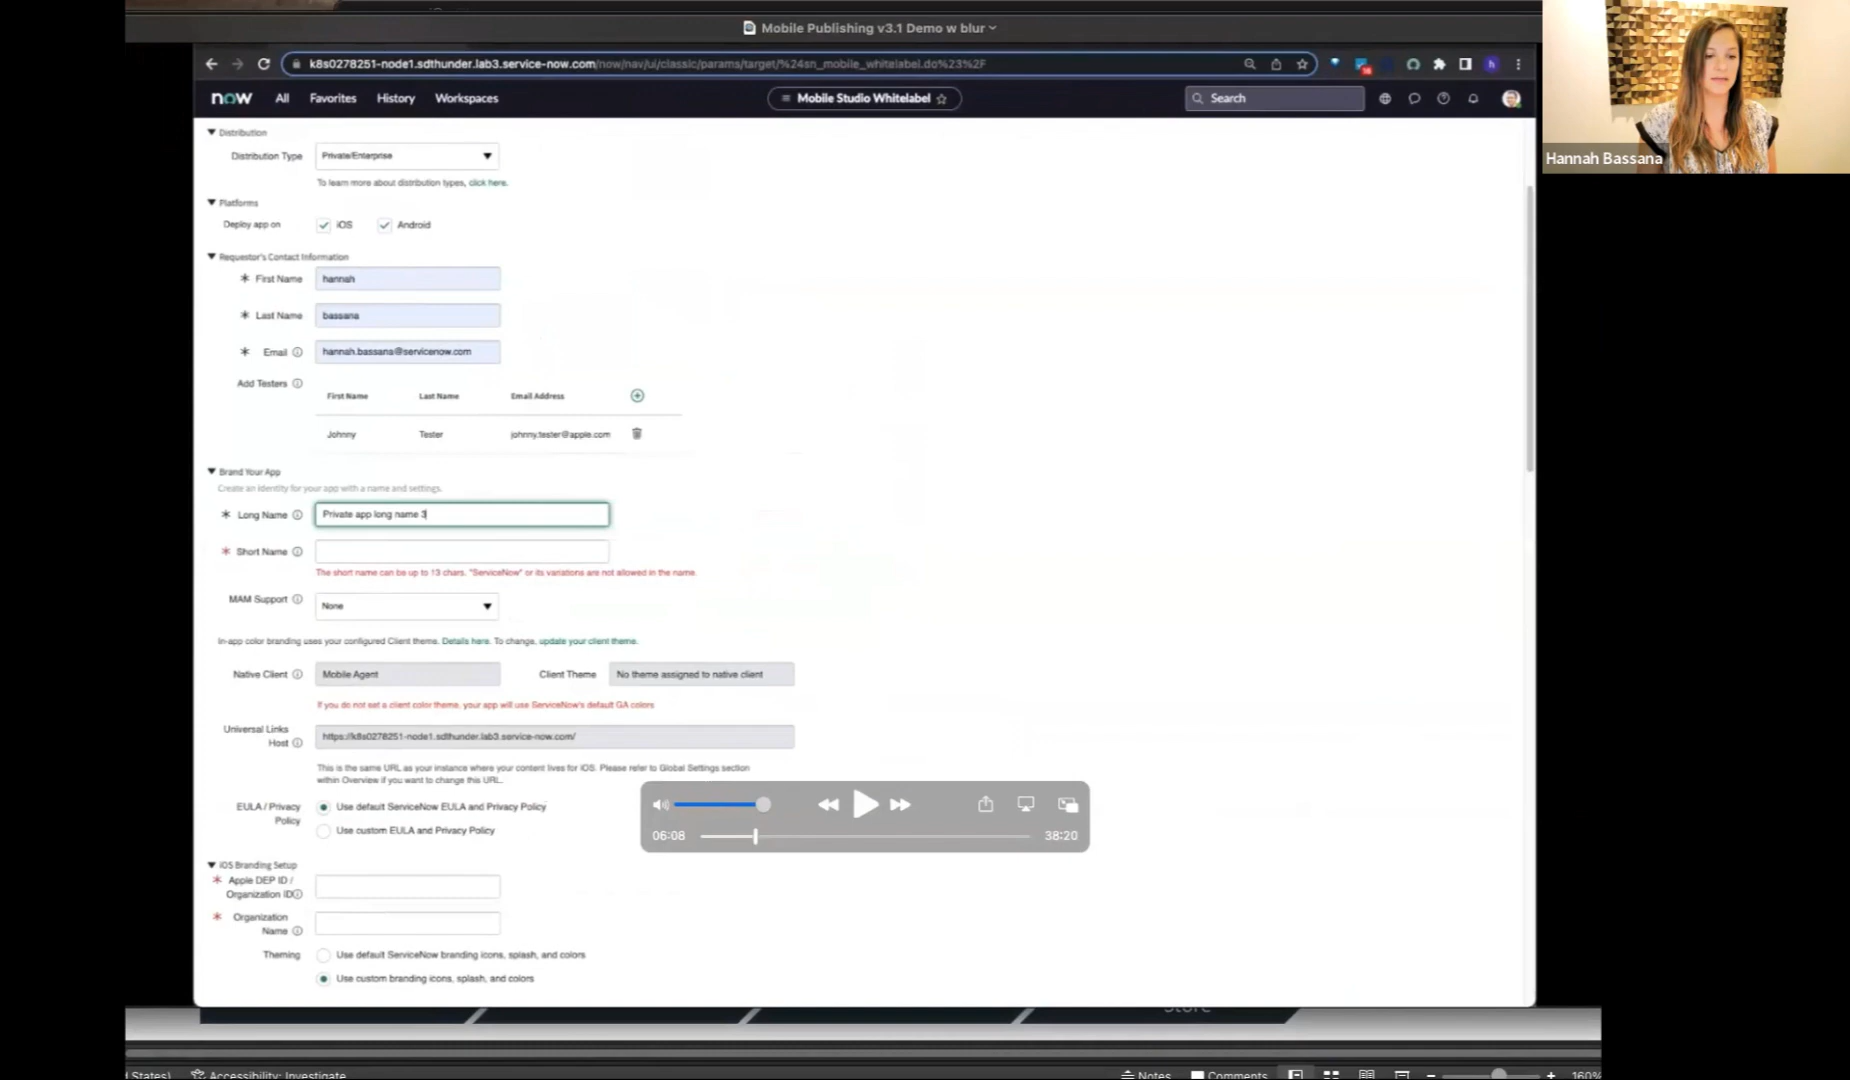 Mobile Publishing v3.1 Demo w blur
k8s0278251-node1.sdthunder.lab3.service-now.com/now/nav/ui/classic/params/target/%24sn_mobile_whitelabel.do%23%2F
now All Favorites History Workspaces Mobile Studio Whitelabel Search
Hannah Bassana
Distribution
Distribution Type Private/Enterprise
To learn more about distribution types, click here.
Platforms
Deploy app on iOS Android
Requestor's Contact Information
* First Name hannah
* Last Name bassana
* Email hannah.bassana@servicenow.com
Add Testers
First Name Last Name Email Address
Johnny Tester johnny.tester@apple.com
Brand Your App
Create an identity for your app with a name and settings.
* Long Name Private app long name 3
* Short Name
The short name can be up to 13 chars. "ServiceNow" or its variations are not allowed in the name.
MAM Support None
In-app color branding uses your configured Client theme. Details here. To change, update your client theme.
Native Client Mobile Agent Client Theme No theme assigned to native client
If you do not set a client color theme, your app will use ServiceNow's default GA colors
Universal Links Host https://k8s0278251-node1.sdthunder.lab3.service-now.com/
This is the same URL as your instance where your content lives for iOS. Please refer to Global Settings section
within Overview if you want to change this URL.
EULA / Privacy Policy Use default ServiceNow EULA and Privacy Policy
Use custom EULA and Privacy Policy
06:08 38:20
iOS Branding Setup
* Apple DEP ID / Organization ID
* Organization Name
Theming Use default ServiceNow branding icons, splash, and colors
Use custom branding icons, splash, and colors
Store
States) Accessibility: Investigate Notes Comments 160%